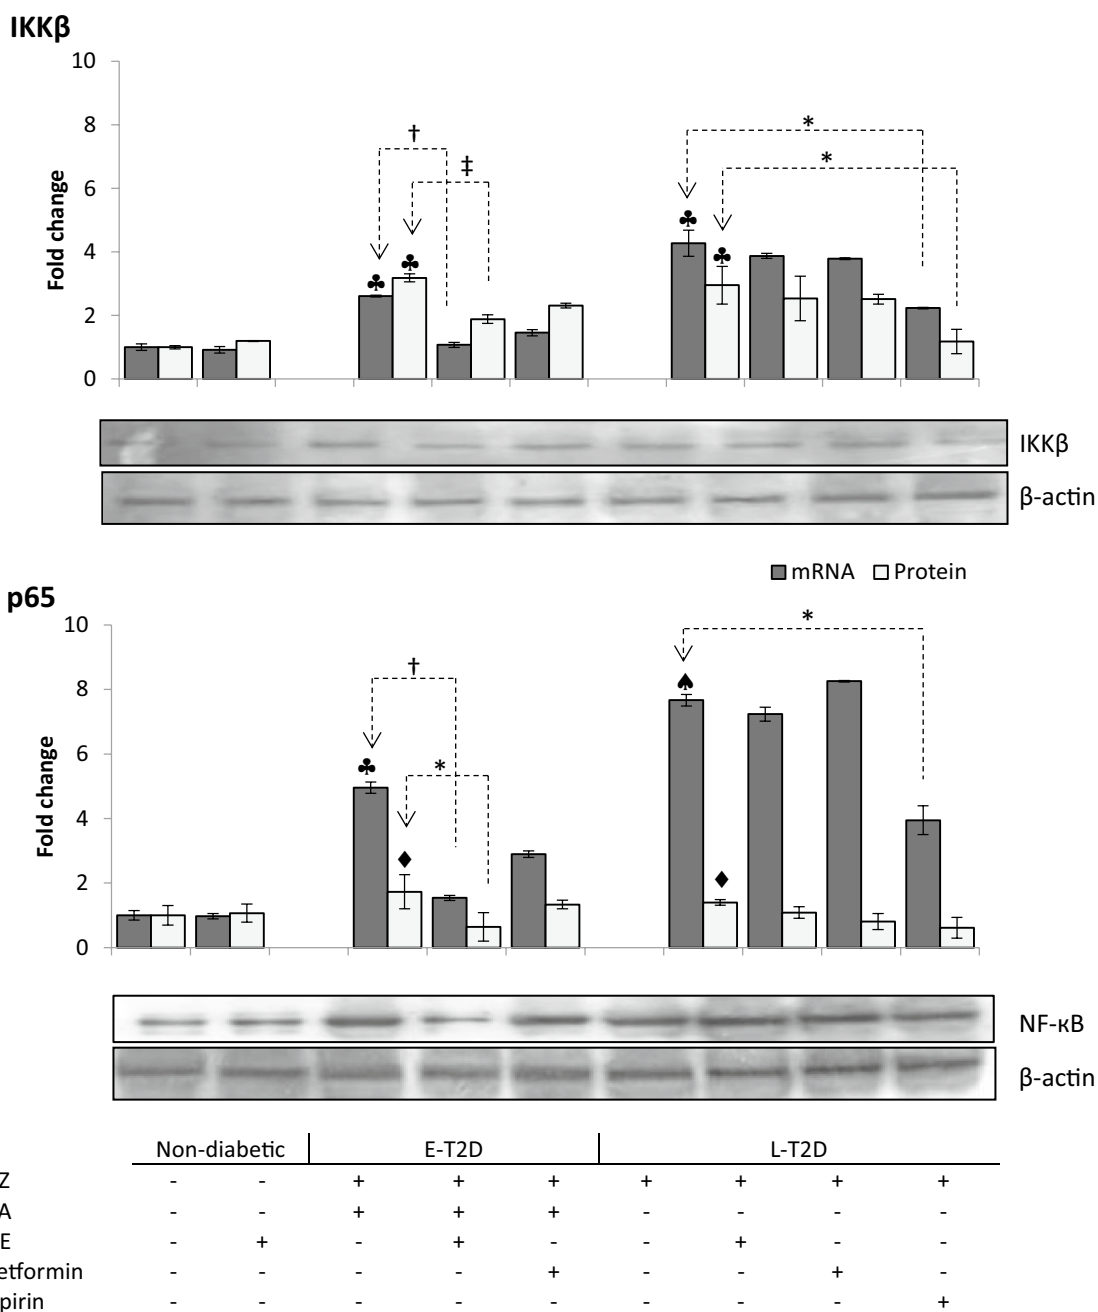 IKKβ
10
8
6
4
2
0
Fold change
†
‡
*
*
♣ ♣ ♣ ♣
IKKβ
β-actin
mRNA Protein
p65
10
8
6
4
2
0
Fold change
†
*
*
♣ ♦ ♠ ♦
NF-κB
β-actin
Non-diabetic E-T2D L-T2D
Z - - + + + + + + +
A - - + + + - - - -
E - + - + - - + - -
etformin - - - - + - - + -
pirin - - - - - - - - +